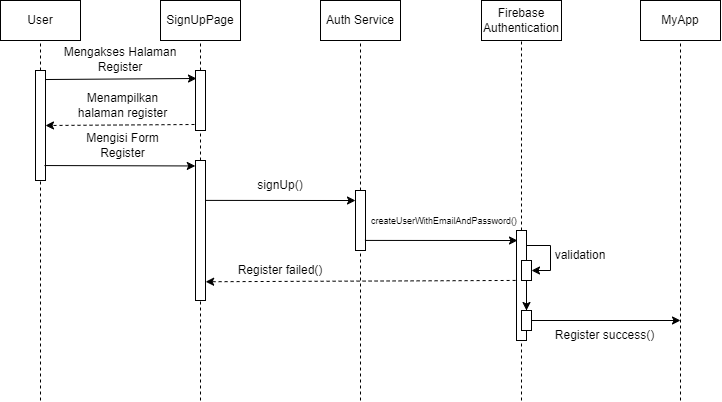 User
SignUpPage
Auth Service
Firebase
Authentication
MyApp
Mengakses Halaman
Register
Menampilkan
halaman register
Mengisi Form
Register
signUp()
createUserWithEmailAndPassword()
validation
Register failed()
Register success()